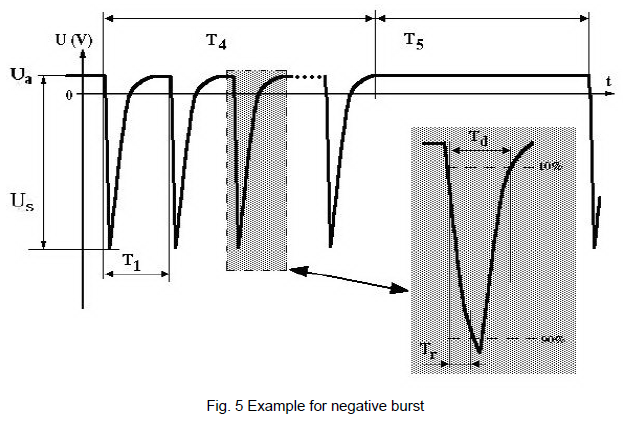 T4 T5
U (V)
Ua
0
t
Us
T1
Td
10%
90%
Tr
Fig. 5 Example for negative burst